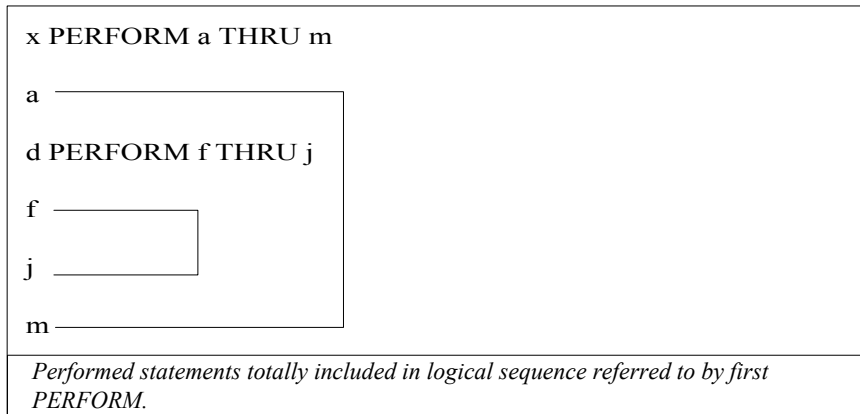 x PERFORM a THRU m
a
d PERFORM f THRU j
f
j
m
Performed statements totally included in logical sequence referred to by first
PERFORM.